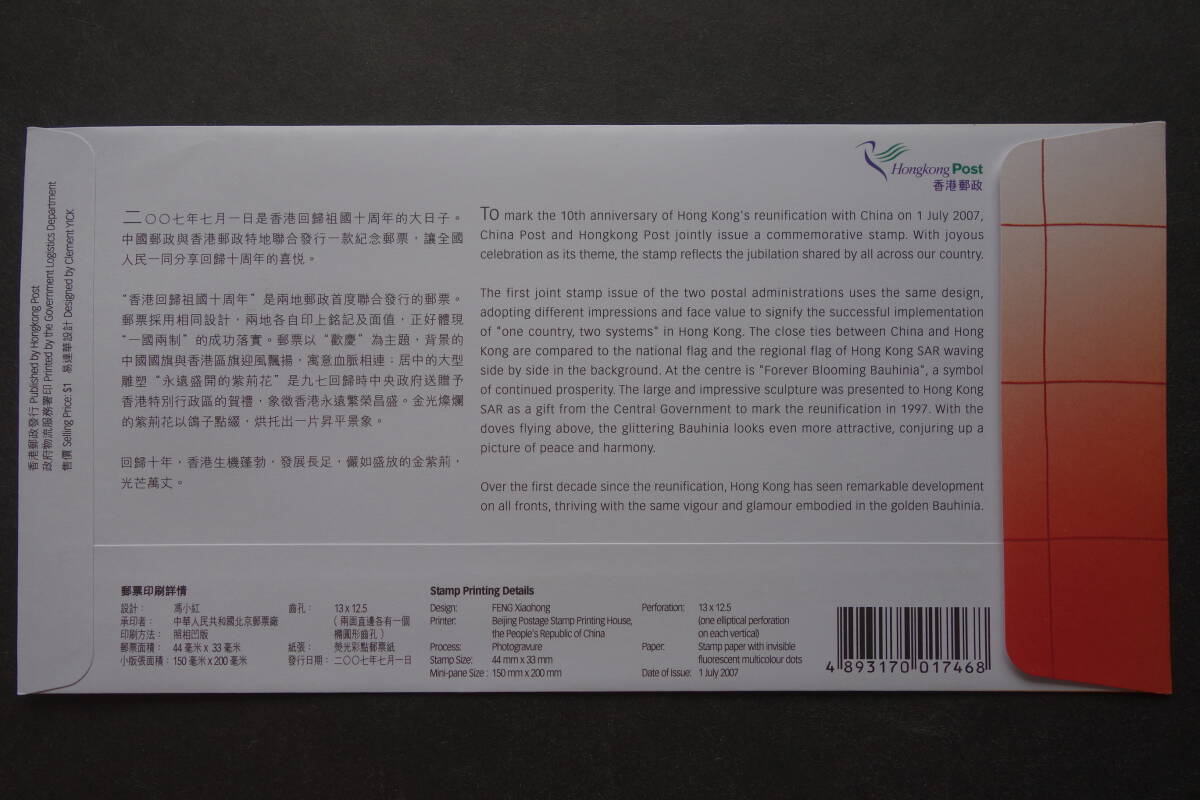 Hongkong Post
香港郵政
二〇〇七年七月一日是香港回歸祖國十周年的大日子。
中國郵政與香港郵政特地聯合發行一款紀念郵票，讓全國
人民一同分享回歸十周年的喜悅。
“香港回歸祖國十周年” 是兩地郵政首度聯合發行的郵票。
郵票採用相同設計，兩地各自印上銘記及面值，正好體現
“一國兩制” 的成功落實。郵票以 “歡慶” 為主題，背景的
中國國旗與香港區旗迎風飄揚，寓意血脈相連；居中的大型
雕塑 “永遠盛開的紫荊花” 是九七回歸時中央政府送贈予
香港特別行政區的賀禮，象徵香港永遠繁榮昌盛。金光燦爛
的紫荊花以鴿子點綴，烘托出一片昇平景象。
回歸十年，香港生機蓬勃，發展長足，儼如盛放的金紫荊，
光芒萬丈。
To mark the 10th anniversary of Hong Kong's reunification with China on 1 July 2007,
China Post and Hongkong Post jointly issue a commemorative stamp. With joyous
celebration as its theme, the stamp reflects the jubilation shared by all across our country.
The first joint stamp issue of the two postal administrations uses the same design,
adopting different impressions and face value to signify the successful implementation
of "one country, two systems" in Hong Kong. The close ties between China and Hong
Kong are compared to the national flag and the regional flag of Hong Kong SAR waving
side by side in the background. At the centre is "Forever Blooming Bauhinia", a symbol
of continued prosperity. The large and impressive sculpture was presented to Hong Kong
SAR as a gift from the Central Government to mark the reunification in 1997. With the
doves flying above, the glittering Bauhinia looks even more attractive, conjuring up a
picture of peace and harmony.
Over the first decade since the reunification, Hong Kong has seen remarkable development
on all fronts, thriving with the same vigour and glamour embodied in the golden Bauhinia.
香港郵政發行 Published by Hongkong Post
政府物流服務署印 Printed by the Government Logistics Department
售價 Selling Price: $1 易達華設計 Designed by Clement YICK
郵票印刷詳情
設計： 馮小紅
承印者： 中華人民共和國北京郵票廠
印刷方法： 照相凹版
郵票面積： 44 毫米 x 33 毫米
小版張面積：150 毫米 x 200 毫米
齒孔： 13 x 12.5
（兩面直邊各有一個
橢圓形齒孔）
紙張： 熒光彩點郵票紙
發行日期：二〇〇七年七月一日
Stamp Printing Details
Design: FENG Xiaohong
Printer: Beijing Postage Stamp Printing House,
the People's Republic of China
Process: Photogravure
Stamp Size: 44 mm x 33 mm
Mini-pane Size : 150 mm x 200 mm
Perforation: 13 x 12.5
(one elliptical perforation
on each vertical)
Paper: Stamp paper with invisible
fluorescent multicolour dots
Date of Issue: 1 July 2007
4 893170 017468